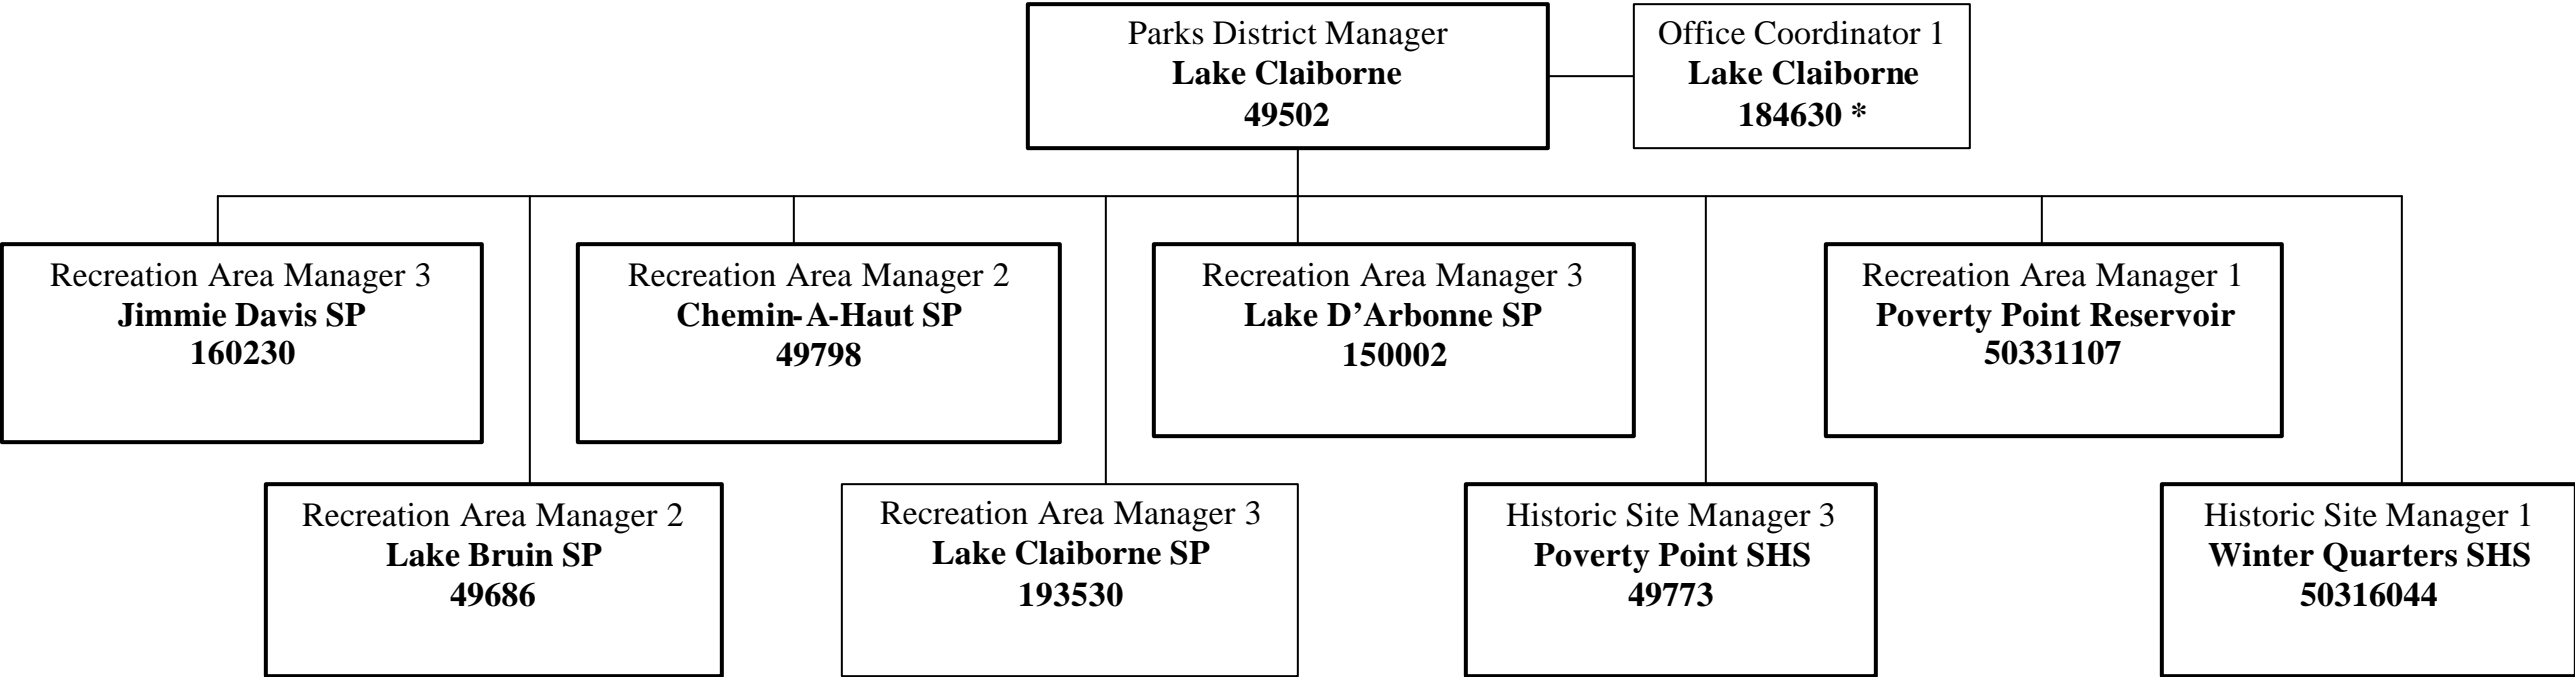 Parks District Manager
Lake Claiborne
49502
Office Coordinator 1
Lake Claiborne
184630 *
Recreation Area Manager 3
Jimmie Davis SP
160230
Recreation Area Manager 2
Chemin-A-Haut SP
49798
Recreation Area Manager 3
Lake D’Arbonne SP
150002
Recreation Area Manager 1
Poverty Point Reservoir
50331107
Recreation Area Manager 2
Lake Bruin SP
49686
Recreation Area Manager 3
Lake Claiborne SP
193530
Historic Site Manager 3
Poverty Point SHS
49773
Historic Site Manager 1
Winter Quarters SHS
50316044